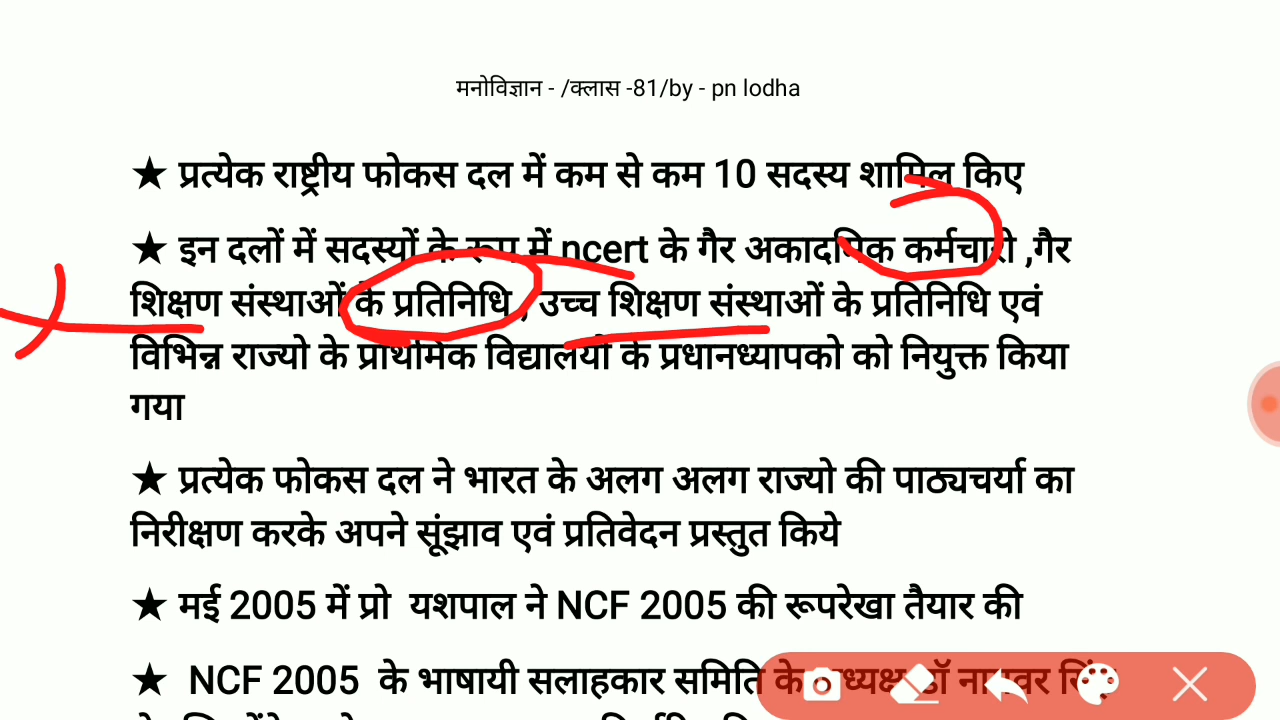 मनोविज्ञान - /क्लास -81/by - pn lodha
★ प्रत्येक राष्ट्रीय फोकस दल में कम से कम 10 सदस्य शामिल किए
★ इन दलों में सदस्यों के रूप में ncert के गैर अकादमिक कर्मचारी ,गैर
शिक्षण संस्थाओं के प्रतिनिधि , उच्च शिक्षण संस्थाओं के प्रतिनिधि एवं
विभिन्न राज्यो के प्राथमिक विद्यालयों के प्रधानध्यापको को नियुक्त किया
गया
★ प्रत्येक फोकस दल ने भारत के अलग अलग राज्यो की पाठ्यचर्या का
निरीक्षण करके अपने सूंझाव एवं प्रतिवेदन प्रस्तुत किये
★ मई 2005 में प्रो यशपाल ने NCF 2005 की रूपरेखा तैयार की
★ NCF 2005 के भाषायी सलाहकार समिति के अध्यक्ष डॉ नामवर सिंह